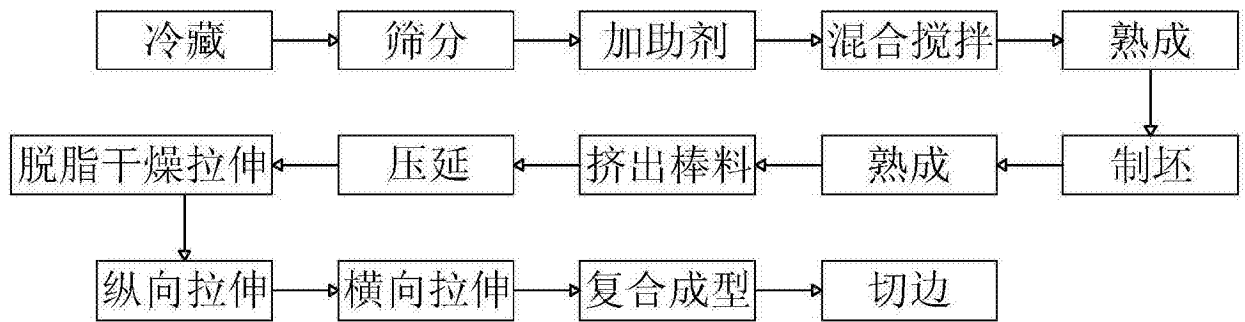 冷藏 筛分 加助剂 混合搅拌 熟成
脱脂干燥拉伸 压延 挤出棒料 熟成 制坯
纵向拉伸 横向拉伸 复合成型 切边